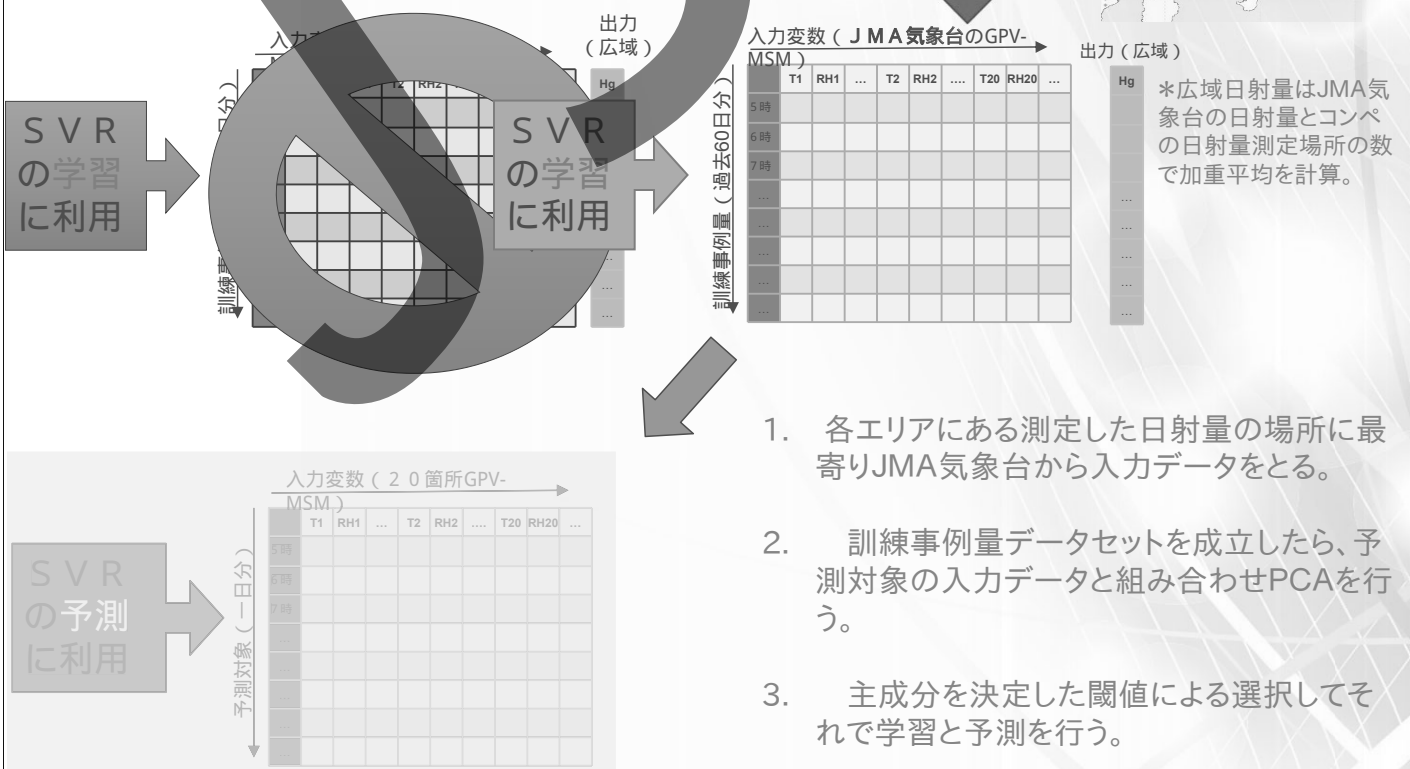 ＳＶＲ
の学習
に利用
入力
日分）
訓練事
T2 RH2
出力
（広域）
Hg
...
...
...
ＳＶＲ
の学習
に利用
入力変数（ＪＭＡ気象台のGPV-
MSM）
訓練事例量（過去60日分）
T1 RH1 … T2 RH2 …. T20 RH20 …
5時
6時
7時
...
...
...
...
...
出力（広域）
Hg
...
...
...
...
＊広域日射量はJMA気
象台の日射量とコンペ
の日射量測定場所の数
で加重平均を計算。
ＳＶＲ
の予測
に利用
入力変数（２０箇所GPV-
MSM）
予測対象（一日分）
T1 RH1 … T2 RH2 …. T20 RH20 …
5時
6時
7時
...
...
...
...
...
1. 各エリアにある測定した日射量の場所に最
寄りJMA気象台から入力データをとる。
2. 訓練事例量データセットを成立したら、予
測対象の入力データと組み合わせPCAを行
う。
3. 主成分を決定した閾値による選択してそ
れで学習と予測を行う。